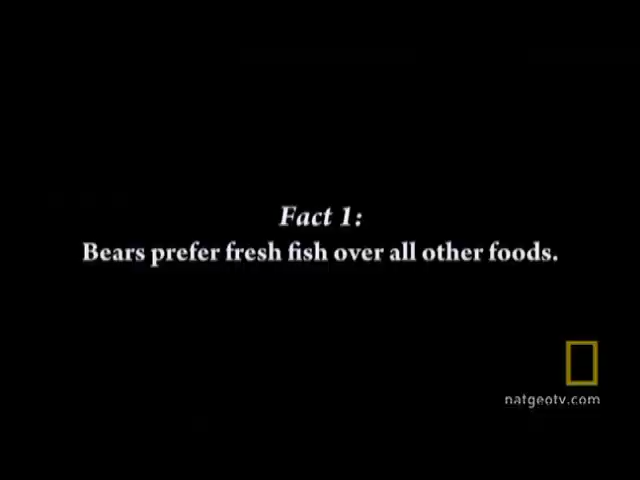 Fact 1:
Bears prefer fresh fish over all other foods.
natgeotv.com